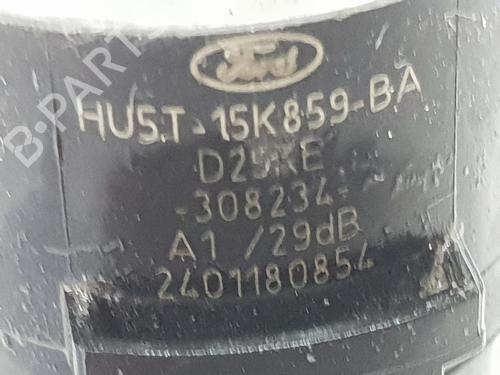 B-PARTS
Ford
HU5T-15K859-BA
D25KE
-308234-
A1 /29dB
2401180854